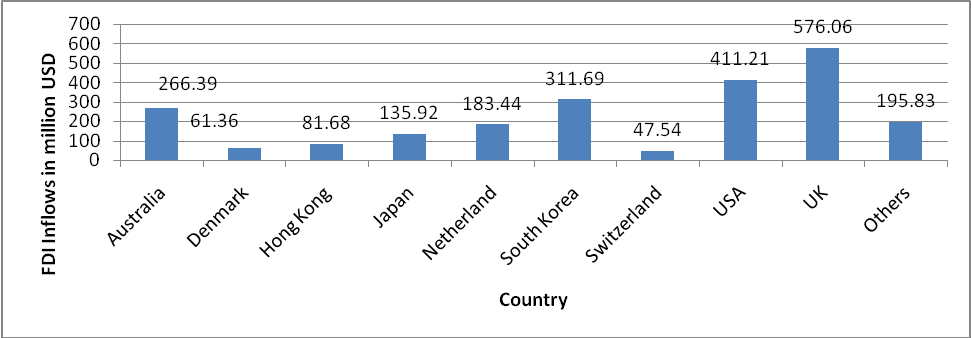 FDI Inflows in million USD
700
600
500
400
300
200
100
0
266.39
61.36
81.68
135.92
183.44
311.69
47.54
411.21
576.06
195.83
Australia
Denmark
Hong Kong
Japan
Netherland
South Korea
Switzerland
USA
UK
Others
Country